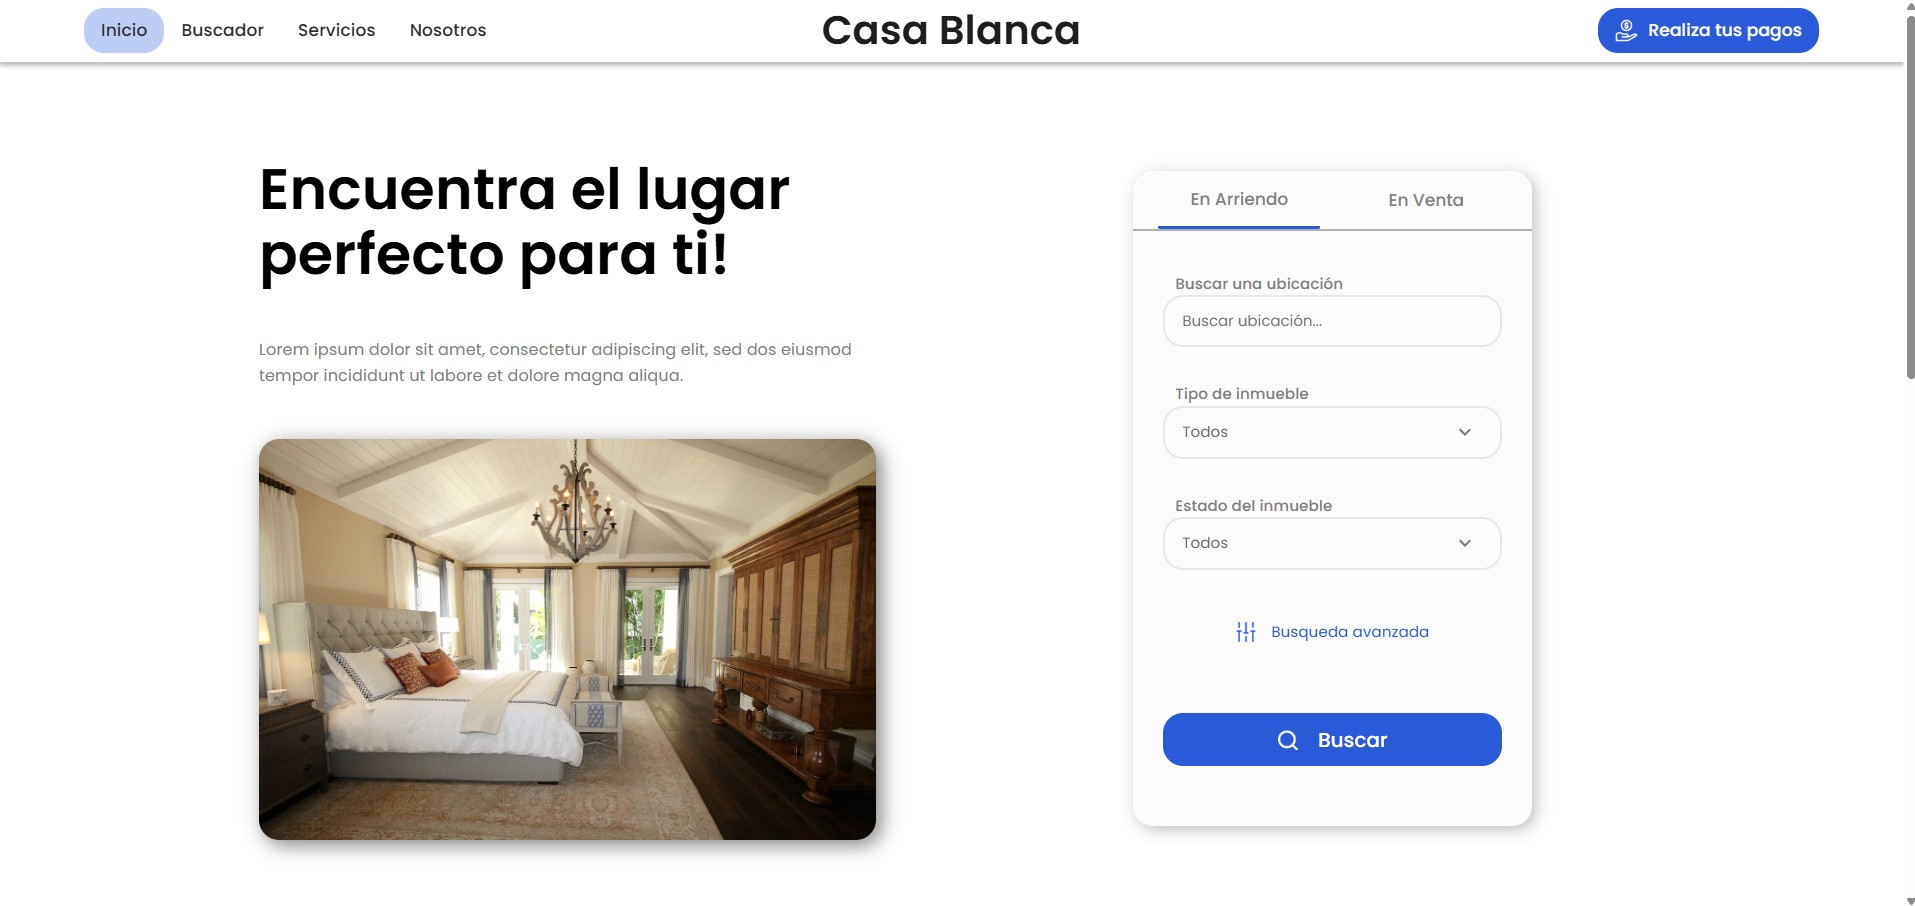 Inicio
Buscador
Servicios
Nosotros
Casa Blanca
Realiza tus pagos
Encuentra el lugar
perfecto para ti!
Lorem ipsum dolor sit amet, consectetur adipiscing elit, sed dos eiusmod
tempor incididunt ut labore et dolore magna aliqua.
En Arriendo
En Venta
Buscar una ubicación
Buscar ubicación...
Tipo de inmueble
Todos
Estado del inmueble
Todos
Busqueda avanzada
Buscar